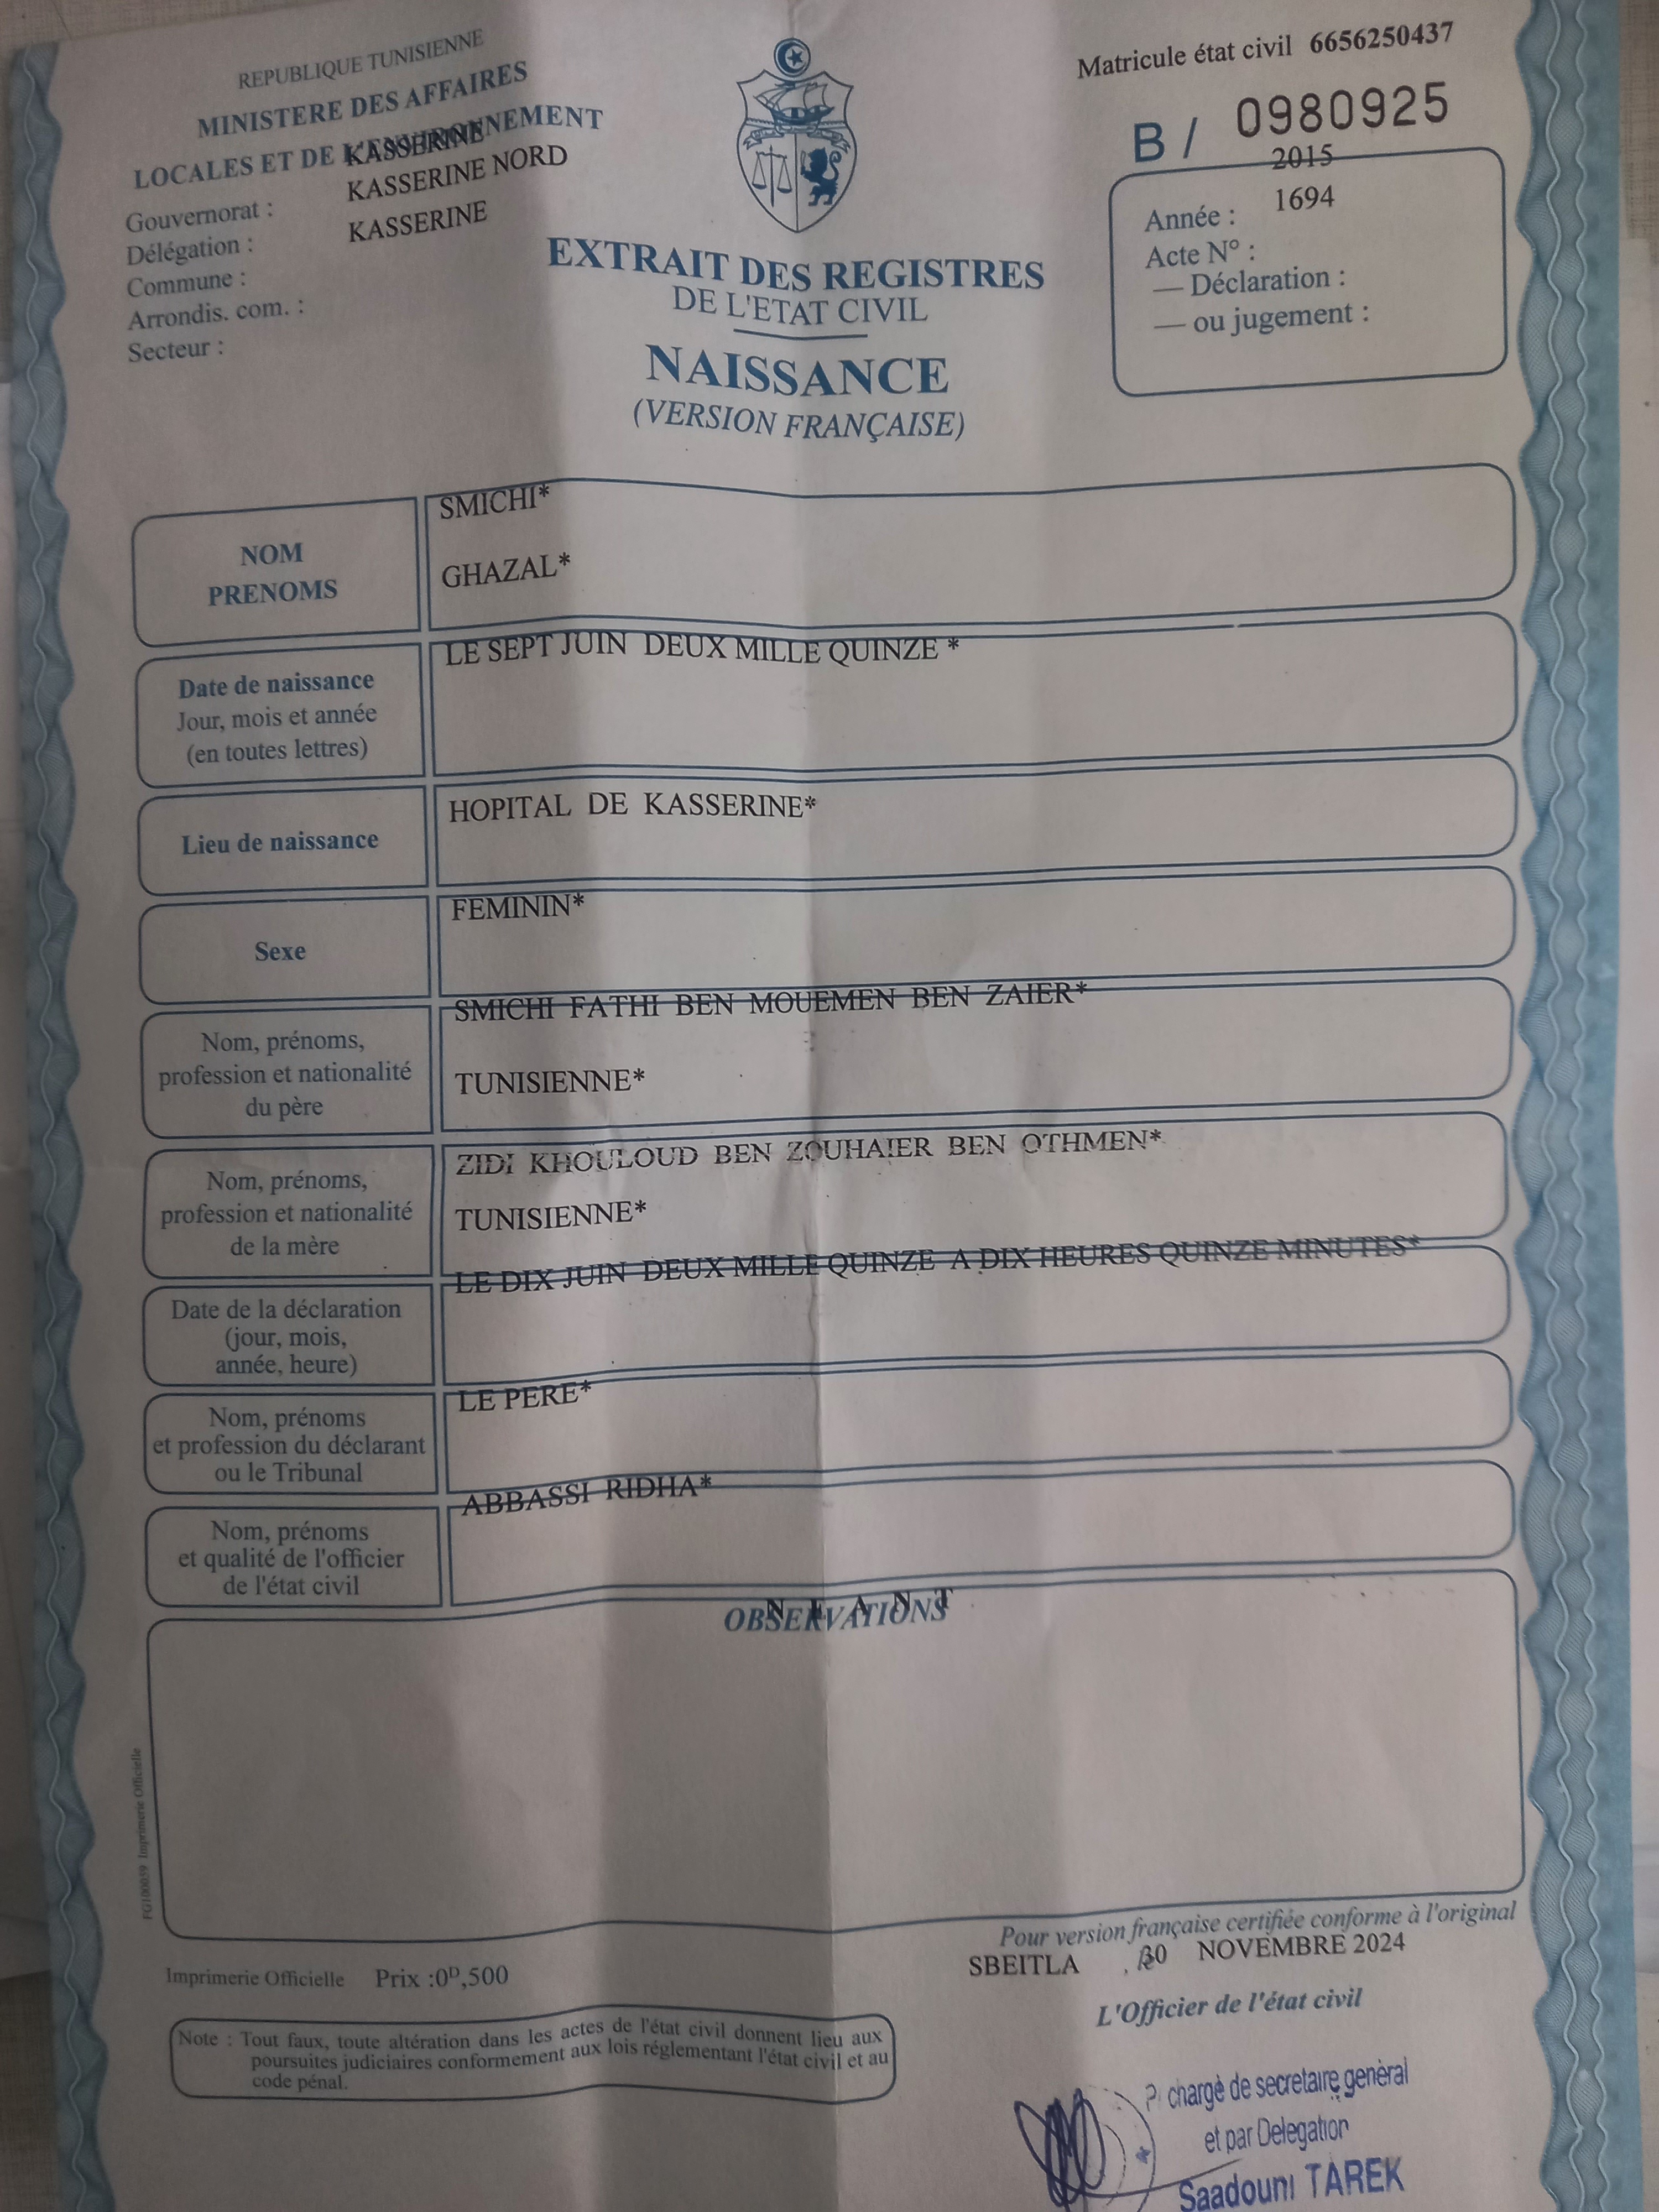 REPUBLIQUE TUNISIENNE
MINISTERE DES AFFAIRES
LOCALES ET DE L'ENVIRONNEMENT
KASSERINE
Gouvernorat : KASSERINE NORD
Délégation : KASSERINE
Commune :
Arrondis. com. :
Secteur :
Matricule état civil 6656250437
B / 0980925
2015
Année : 1694
Acte N° :
— Déclaration :
— ou jugement :
EXTRAIT DES REGISTRES
DE L'ETAT CIVIL
NAISSANCE
(VERSION FRANÇAISE)
NOM
PRENOMS
SMICHI*
GHAZAL*
Date de naissance
Jour, mois et année
(en toutes lettres)
LE SEPT JUIN DEUX MILLE QUINZE *
Lieu de naissance
HOPITAL DE KASSERINE*
Sexe
FEMININ*
Nom, prénoms,
profession et nationalité
du père
SMICHI FATHI BEN MOUEMEN BEN ZAIER*
TUNISIENNE*
Nom, prénoms,
profession et nationalité
de la mère
ZIDI KHOULOUD BEN ZOUHAIER BEN OTHMEN*
TUNISIENNE*
Date de la déclaration
(jour, mois,
année, heure)
LE DIX JUIN DEUX MILLE QUINZE A DIX HEURES QUINZE MINUTES*
Nom, prénoms
et profession du déclarant
ou le Tribunal
LE PERE*
Nom, prénoms
et qualité de l'officier
de l'état civil
ABBASSI RIDHA*
OBSERVATIONS
N E A N T
FG100059 Imprimerie Officielle
Pour version française certifiée conforme à l'original
SBEITLA , NOVEMBRE 2024
L'Officier de l'état civil
Imprimerie Officielle Prix :0ᴰ,500
Note : Tout faux, toute altération dans les actes de l'état civil donnent lieu aux
poursuites judiciaires conformement aux lois réglementant l'état civil et au
code pénal.
chargè de secretaire genèral
et par Delegation
Saadouni TAREK